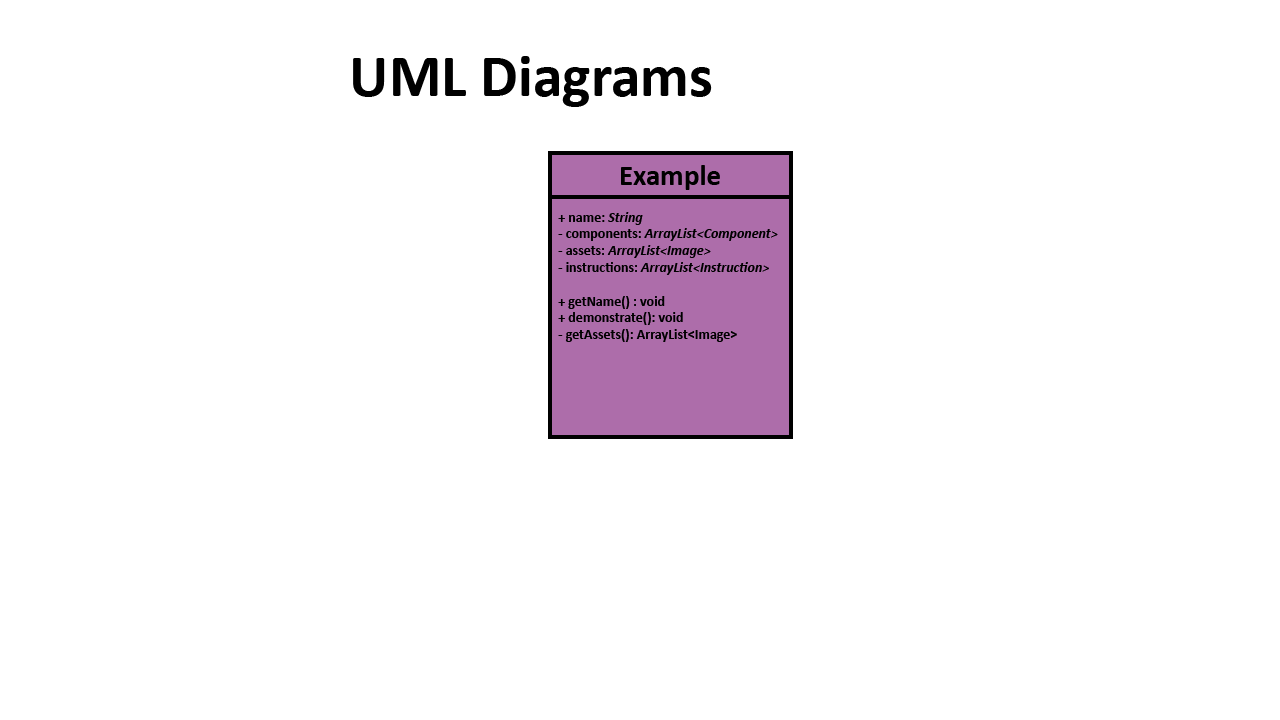 UML Diagrams
Example
+ name: String
- components: ArrayList<Component>
- assets: ArrayList<Image>
- instructions: ArrayList<Instruction>
+ getName() : void
+ demonstrate(): void
- getAssets(): ArrayList<Image>